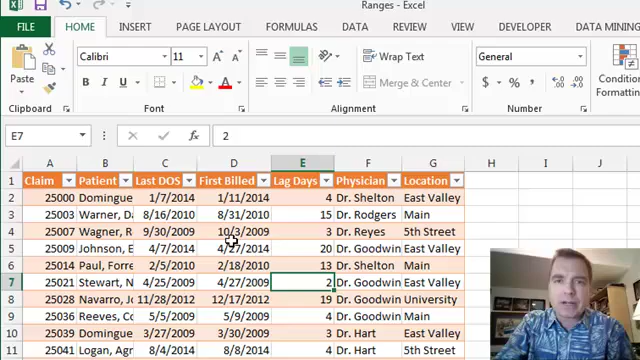 Ranges - Excel
FILE HOME INSERT PAGE LAYOUT FORMULAS REVIEW VIEW DEVELOPER DATA MINING
Calibri 11 A A Wrap Text General
Paste B I U A Merge & Center $ % , .0 .00 Conditional
Formatting
Clipboard Font Alignment Number
E7 fx 2
A B C D E F G H I J K
1 Claim Patient Last DOS First Billed Lag Days Physician Location
2 25000 Domingue 1/7/2014 1/11/2014 4 Dr. Shelton East Valley
3 25003 Warner, Da 8/16/2010 8/31/2010 15 Dr. Rodgers Main
4 25007 Wagner, R 9/30/2009 10/3/2009 3 Dr. Reyes 5th Street
5 25009 Johnson, E 4/7/2014 4/27/2014 20 Dr. Goodwin East Valley
6 25014 Paul, Forre 2/5/2010 2/18/2010 13 Dr. Shelton Main
7 25021 Stewart, N 4/25/2009 4/27/2009 2 Dr. Goodwin East Valley
8 25028 Navarro, Jo 11/28/2012 12/17/2012 19 Dr. Goodwin University
9 25036 Reeves, Co 5/5/2009 5/9/2009 4 Dr. Goodwin Main
10 25039 Domingue 3/27/2009 3/30/2009 3 Dr. Hart East Valley
11 25041 Logan, Agn 8/4/2014 8/8/2014 4 Dr. Hart East Valley